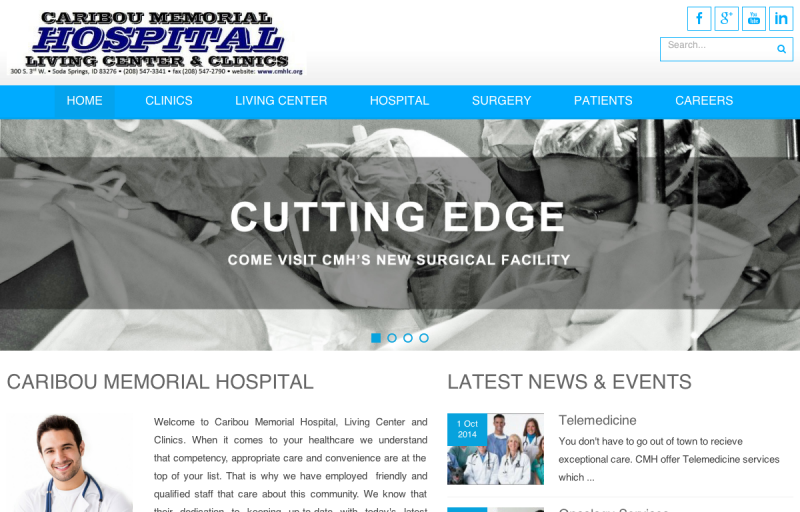 CARIBOU MEMORIAL
HOSPITAL
LIVING CENTER & CLINICS
300 S. 3rd W. • Soda Springs, ID 83276 • (208) 547-3341 • fax (208) 547-2790 • website: www.cmhlc.org
Search...
HOME CLINICS LIVING CENTER HOSPITAL SURGERY PATIENTS CAREERS
CUTTING EDGE
COME VISIT CMH'S NEW SURGICAL FACILITY
CARIBOU MEMORIAL HOSPITAL
Welcome to Caribou Memorial Hospital, Living Center and
Clinics. When it comes to your healthcare we understand
that competency, appropriate care and convenience are at the
top of your list. That is why we have employed friendly and
qualified staff that care about this community. We know that
their dedication to keeping up-to-date with today's latest
LATEST NEWS & EVENTS
1 Oct
2014
Telemedicine
You don't have to go out of town to recieve
exceptional care. CMH offer Telemedicine services
which ...
Oncology Services